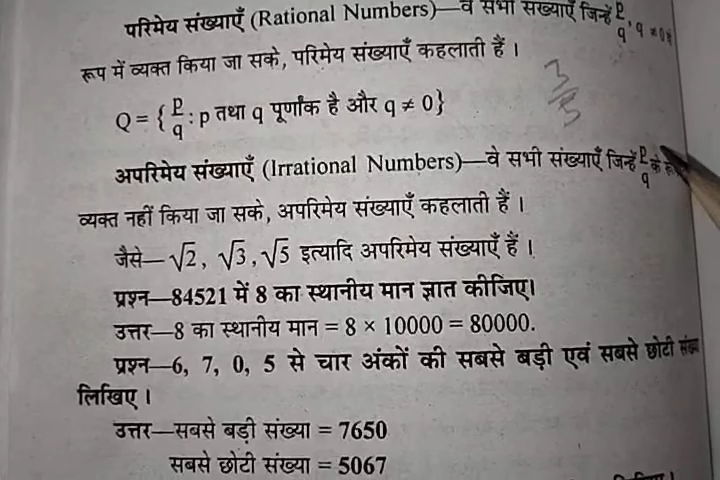 परिमेय संख्याएँ (Rational Numbers)—वे सभी संख्याएँ जिन्हें p/q, q ≠ 0
रूप में व्यक्त किया जा सके, परिमेय संख्याएँ कहलाती हैं ।
Q = { p/q : p तथा q पूर्णांक है और q ≠ 0}
अपरिमेय संख्याएँ (Irrational Numbers)—वे सभी संख्याएँ जिन्हें p/q के
व्यक्त नहीं किया जा सके, अपरिमेय संख्याएँ कहलाती हैं ।
जैसे— √2, √3, √5 इत्यादि अपरिमेय संख्याएँ हैं ।
प्रश्न—84521 में 8 का स्थानीय मान ज्ञात कीजिए।
उत्तर—8 का स्थानीय मान = 8 × 10000 = 80000.
प्रश्न—6, 7, 0, 5 से चार अंकों की सबसे बड़ी एवं सबसे छोटी संख्या
लिखिए ।
उत्तर—सबसे बड़ी संख्या = 7650
सबसे छोटी संख्या = 5067